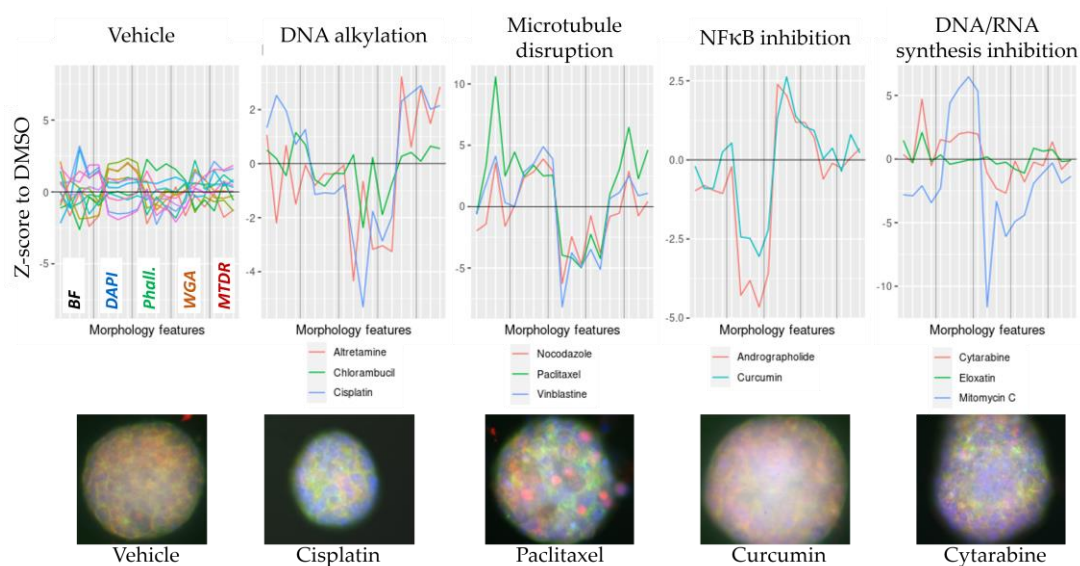 Vehicle
DNA alkylation
Microtubule
disruption
NFκB inhibition
DNA/RNA
synthesis inhibition
Z-score to DMSO
5
0
-5
BF
DAPI
Phall.
WGA
MTDR
Morphology features
2
0
-2
-4
Morphology features
10
5
0
-5
Morphology features
2.5
0.0
-2.5
-5.0
Morphology features
5
0
-5
-10
Morphology features
Altretamine
Chlorambucil
Cisplatin
Nocodazole
Paclitaxel
Vinblastine
Andrographolide
Curcumin
Cytarabine
Eloxatin
Mitomycin C
Vehicle
Cisplatin
Paclitaxel
Curcumin
Cytarabine